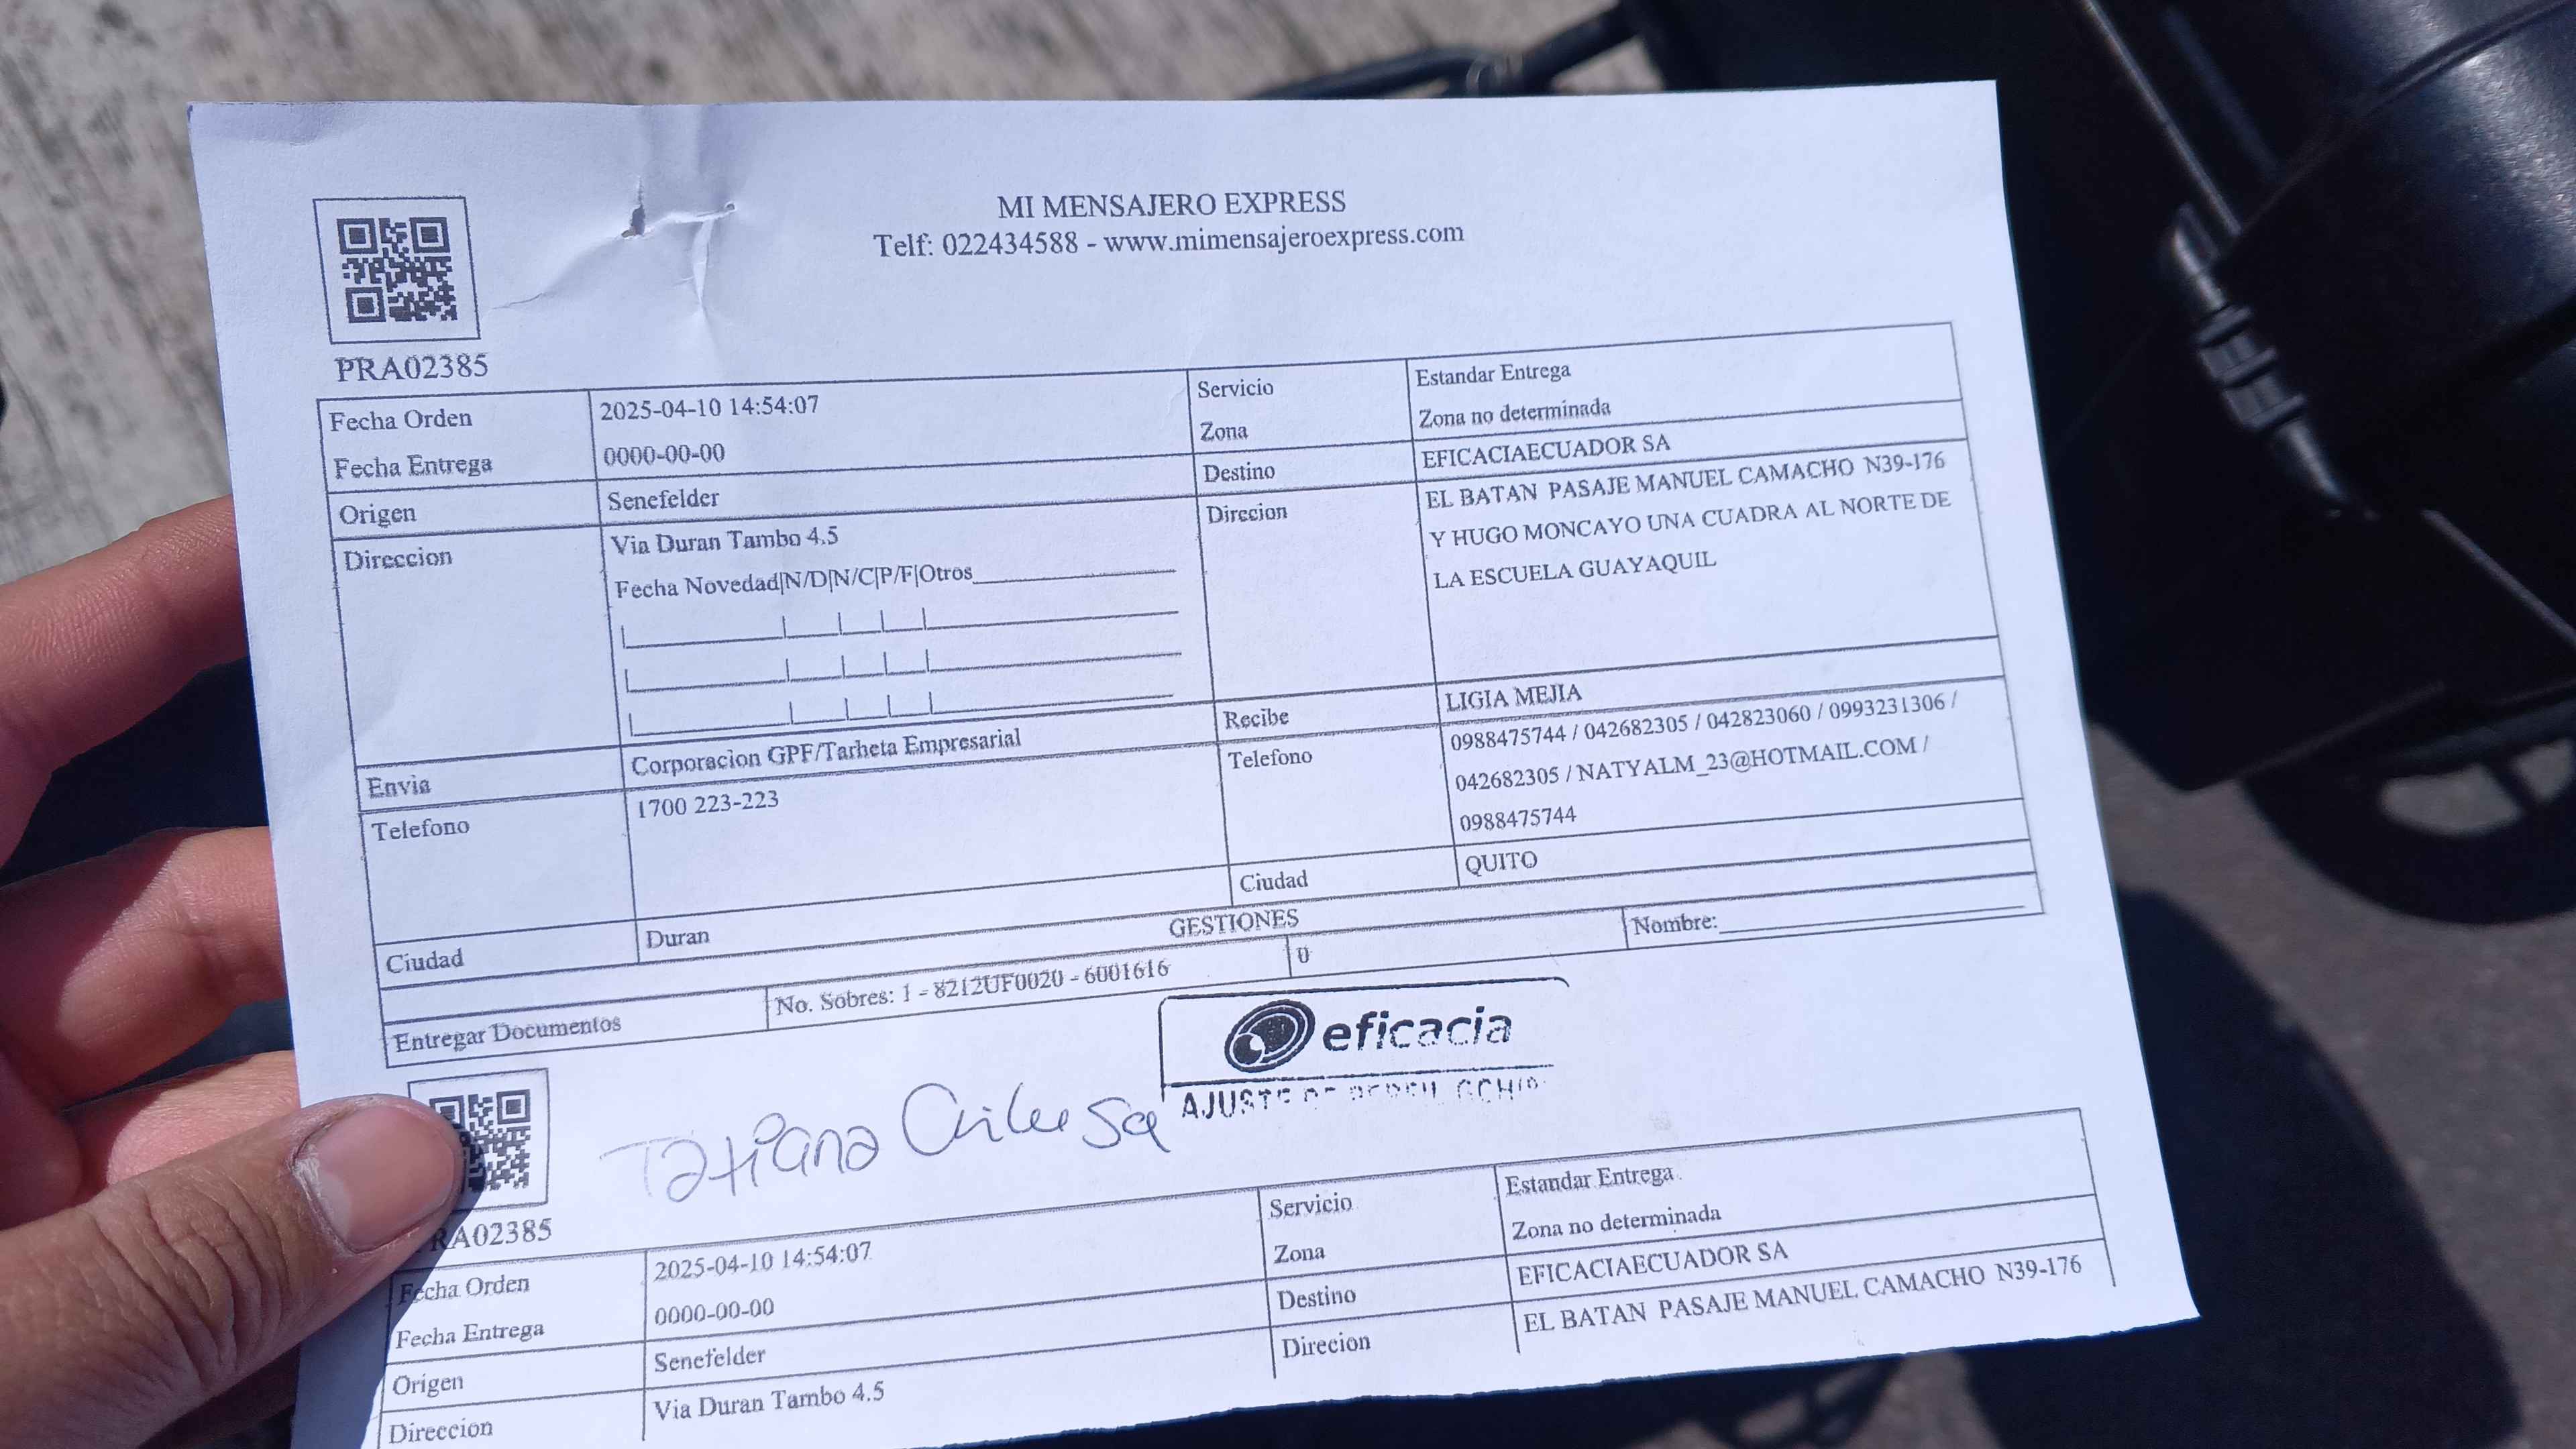 MI MENSAJERO EXPRESS
Telf: 022434588 - www.mimensajeroexpress.com
PRA02385
Fecha Orden 2025-04-10 14:54:07 Servicio Estandar Entrega
Fecha Entrega 0000-00-00 Zona Zona no determinada
Origen Senefelder Destino EFICACIAECUADOR SA
Direccion Via Duran Tambo 4.5 Direcion EL BATAN PASAJE MANUEL CAMACHO N39-176
Fecha Novedad|N/D|N/C|P/F|Otros Y HUGO MONCAYO UNA CUADRA AL NORTE DE
LA ESCUELA GUAYAQUIL
Envia Corporacion GPF/Tarheta Empresarial Recibe LIGIA MEJIA
Telefono 1700 223-223 Telefono 0988475744 / 042682305 / 042823060 / 0993231306 /
042682305 / NATYALM_23@HOTMAIL.COM /
0988475744
Ciudad Duran Ciudad QUITO
GESTIONES
Entregar Documentos No. Sobres: 1 - 8212UF0020 - 6001616 0 Nombre:
eficacia
AJUSTE DE PERFIL
Tatiana
RA02385
Fecha Orden 2025-04-10 14:54:07 Servicio Estandar Entrega
Fecha Entrega 0000-00-00 Zona Zona no determinada
Origen Senefelder Destino EFICACIAECUADOR SA
Direccion Via Duran Tambo 4.5 Direcion EL BATAN PASAJE MANUEL CAMACHO N39-176